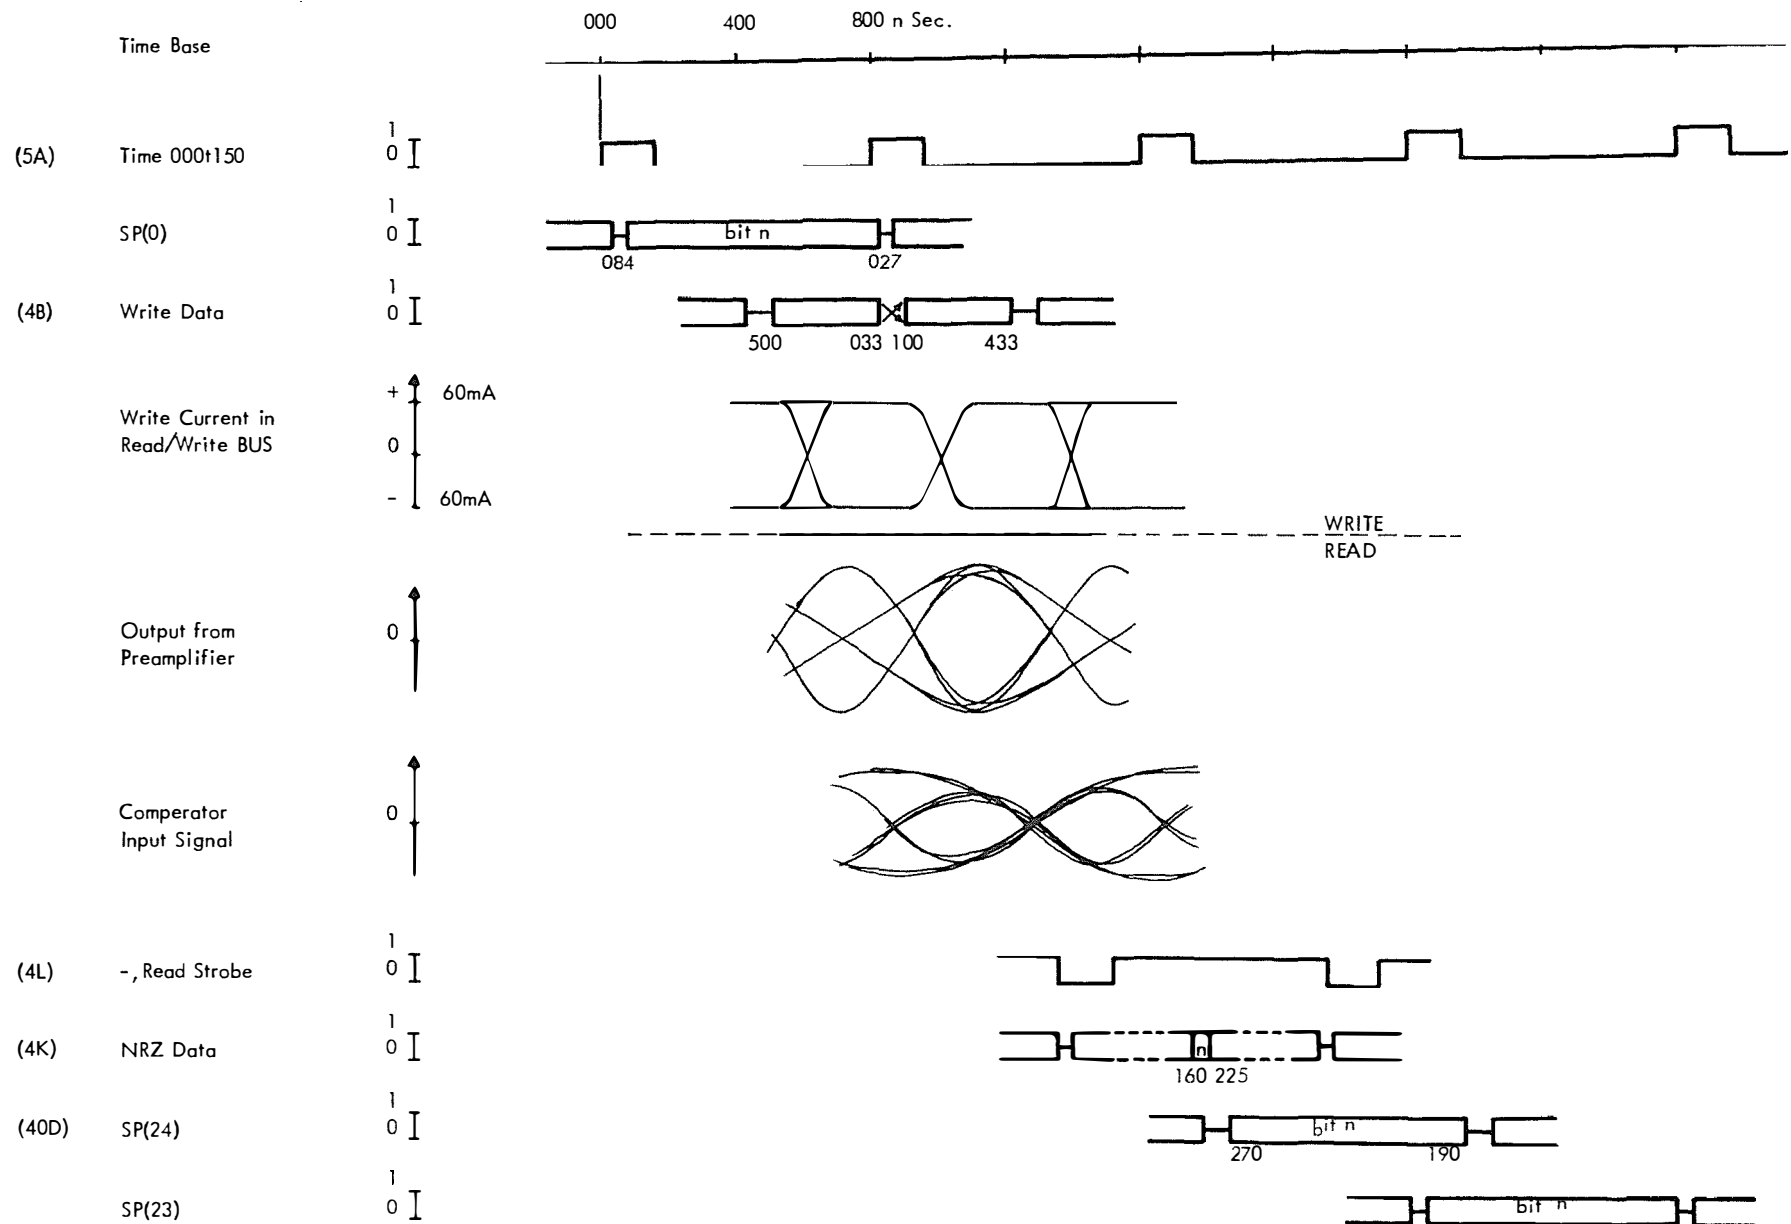 000 400 800 n Sec.
Time Base
(5A) Time 000t150 1 0
SP(0) 1 0 bit n
084 027
(4B) Write Data 1 0
500 033 100 433
Write Current in
Read/Write BUS
+ 60mA
0
- 60mA
WRITE
READ
Output from
Preamplifier
0
Comperator
Input Signal
0
(4L) -, Read Strobe 1 0
(4K) NRZ Data 1 0 n
160 225
(40D) SP(24) 1 0 bit n
270 190
SP(23) 1 0 bit n